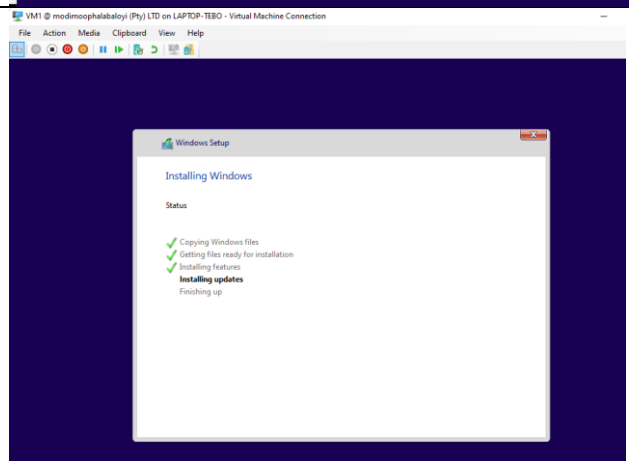 VM1 @ modimoophalabaloyi (Pty) LTD on LAPTOP-TEBO - Virtual Machine Connection
File Action Media Clipboard View Help
Windows Setup
Installing Windows
Status
Copying Windows files
Getting files ready for installation
Installing features
Installing updates
Finishing up